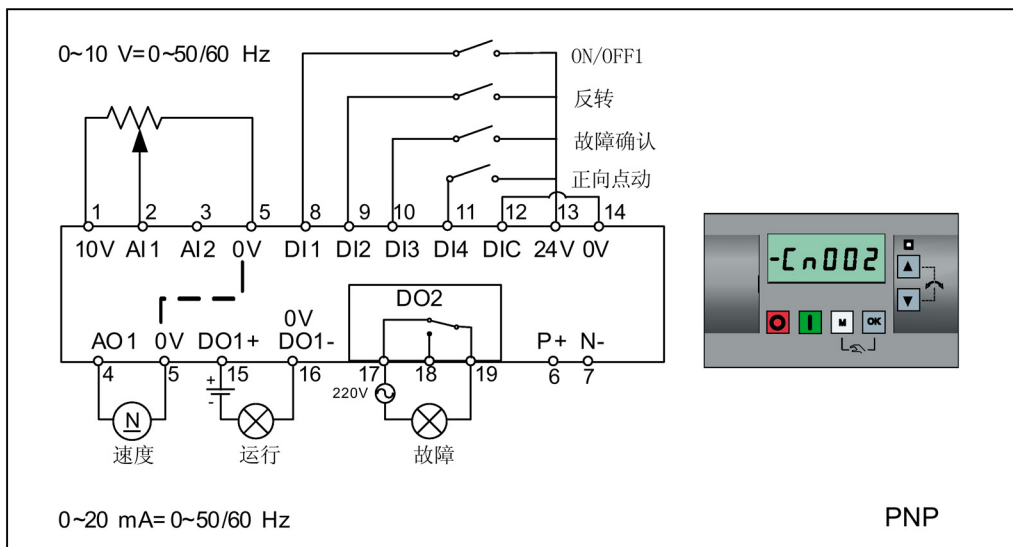 0~10 V=0~50/60 Hz
ON/OFF1
反转
故障确认
正向点动
1 2 3 5 8 9 10 11 12 13 14
10V AI1 AI2 0V DI1 DI2 DI3 DI4 DIC 24V 0V
-Cn002
M OK
DO2
0V
AO1 0V DO1+ DO1- P+ N-
4 5 15 16 17 18 19 6 7
+
-
220V
N
速度 运行 故障
0~20 mA=0~50/60 Hz
PNP